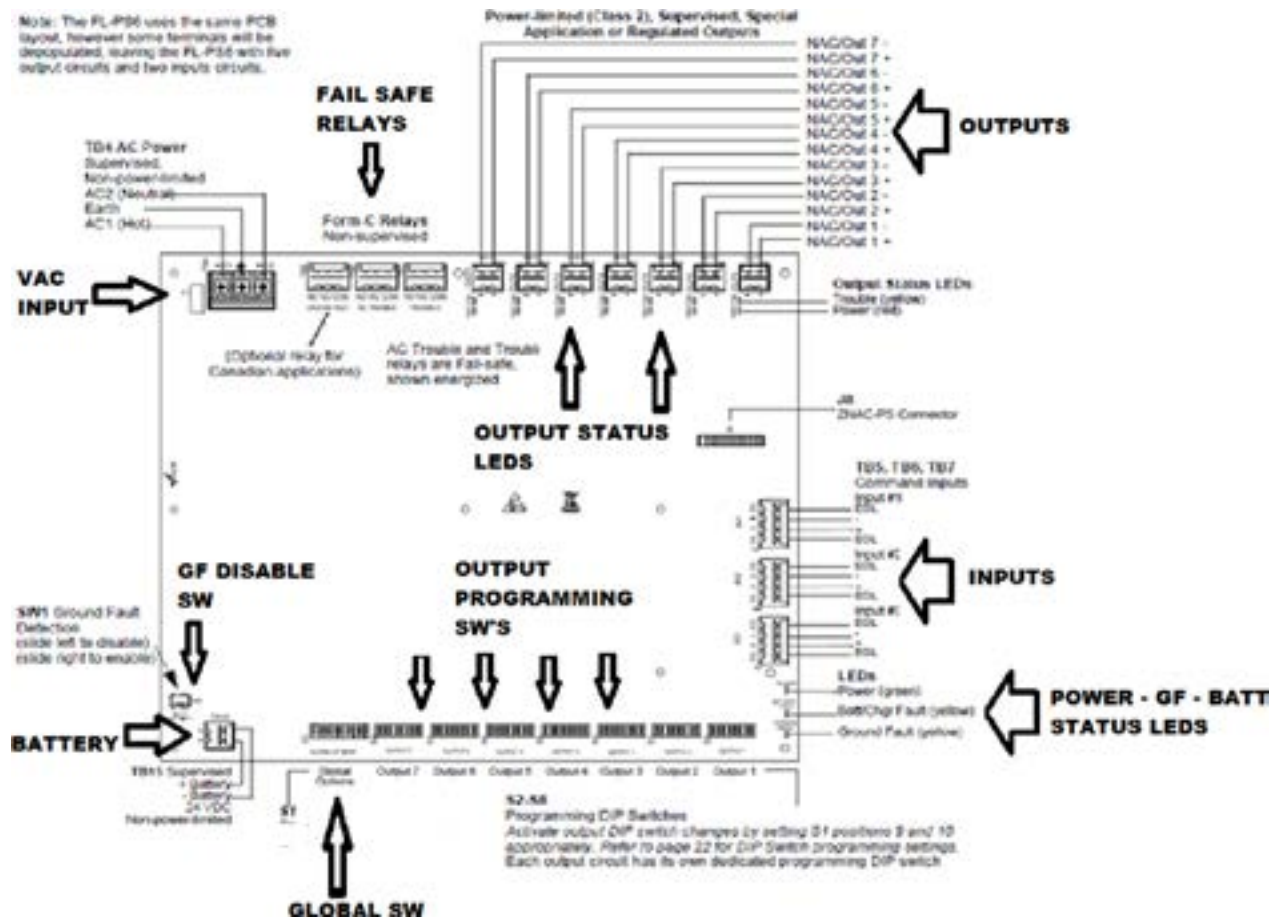 Note: The FL-PS6 uses the same PCB
layout, however some terminals will be
depopulated, leaving the FL-PS6 with five
output circuits and two inputs circuits.
Power-limited (Class 2), Supervised, Special
Application or Regulated Outputs
NAC/Out 7 -
NAC/Out 7 +
NAC/Out 6 -
NAC/Out 6 +
NAC/Out 5 -
NAC/Out 5 +
NAC/Out 4 -
NAC/Out 4 +
NAC/Out 3 -
NAC/Out 3 +
NAC/Out 2 -
NAC/Out 2 +
NAC/Out 1 -
NAC/Out 1 +
OUTPUTS
FAIL SAFE
RELAYS
TB4 AC Power
Supervised,
Non-power-limited
AC2 (Neutral)
Earth
AC1 (Hot)
Form-C Relays
Non-supervised
VAC
INPUT
Output Status LEDs
Trouble (yellow)
Power (red)
(Optional relay for
Canadian applications)
AC Trouble and Trouble
relays are Fail-safe,
shown energized
OUTPUT STATUS
LEDS
J8
ZNAC-PS Connector
TB5, TB6, TB7
Command Inputs
Input #1
EOL
-
+
EOL
Input #2
EOL
-
+
EOL
Input #3
EOL
-
+
EOL
INPUTS
GF DISABLE
SW
SW1 Ground Fault
Detection
(slide left to disable)
(slide right to enable)
OUTPUT
PROGRAMMING
SW'S
LEDs
Power (green)
Batt/Chgr Fault (yellow)
Ground Fault (yellow)
POWER - GF - BATT
STATUS LEDS
BATTERY
TB15 Supervised
+ Battery
- Battery
24 VDC
Non-power-limited
S1
Global
Options
Output 7
Output 6
Output 5
Output 4
Output 3
Output 2
Output 1
S2-S8
Programming DIP Switches
Activate output DIP switch changes by setting S1 positions 9 and 10
appropriately. Refer to page 22 for DIP Switch programming settings.
Each output circuit has its own dedicated programming DIP switch
GLOBAL SW